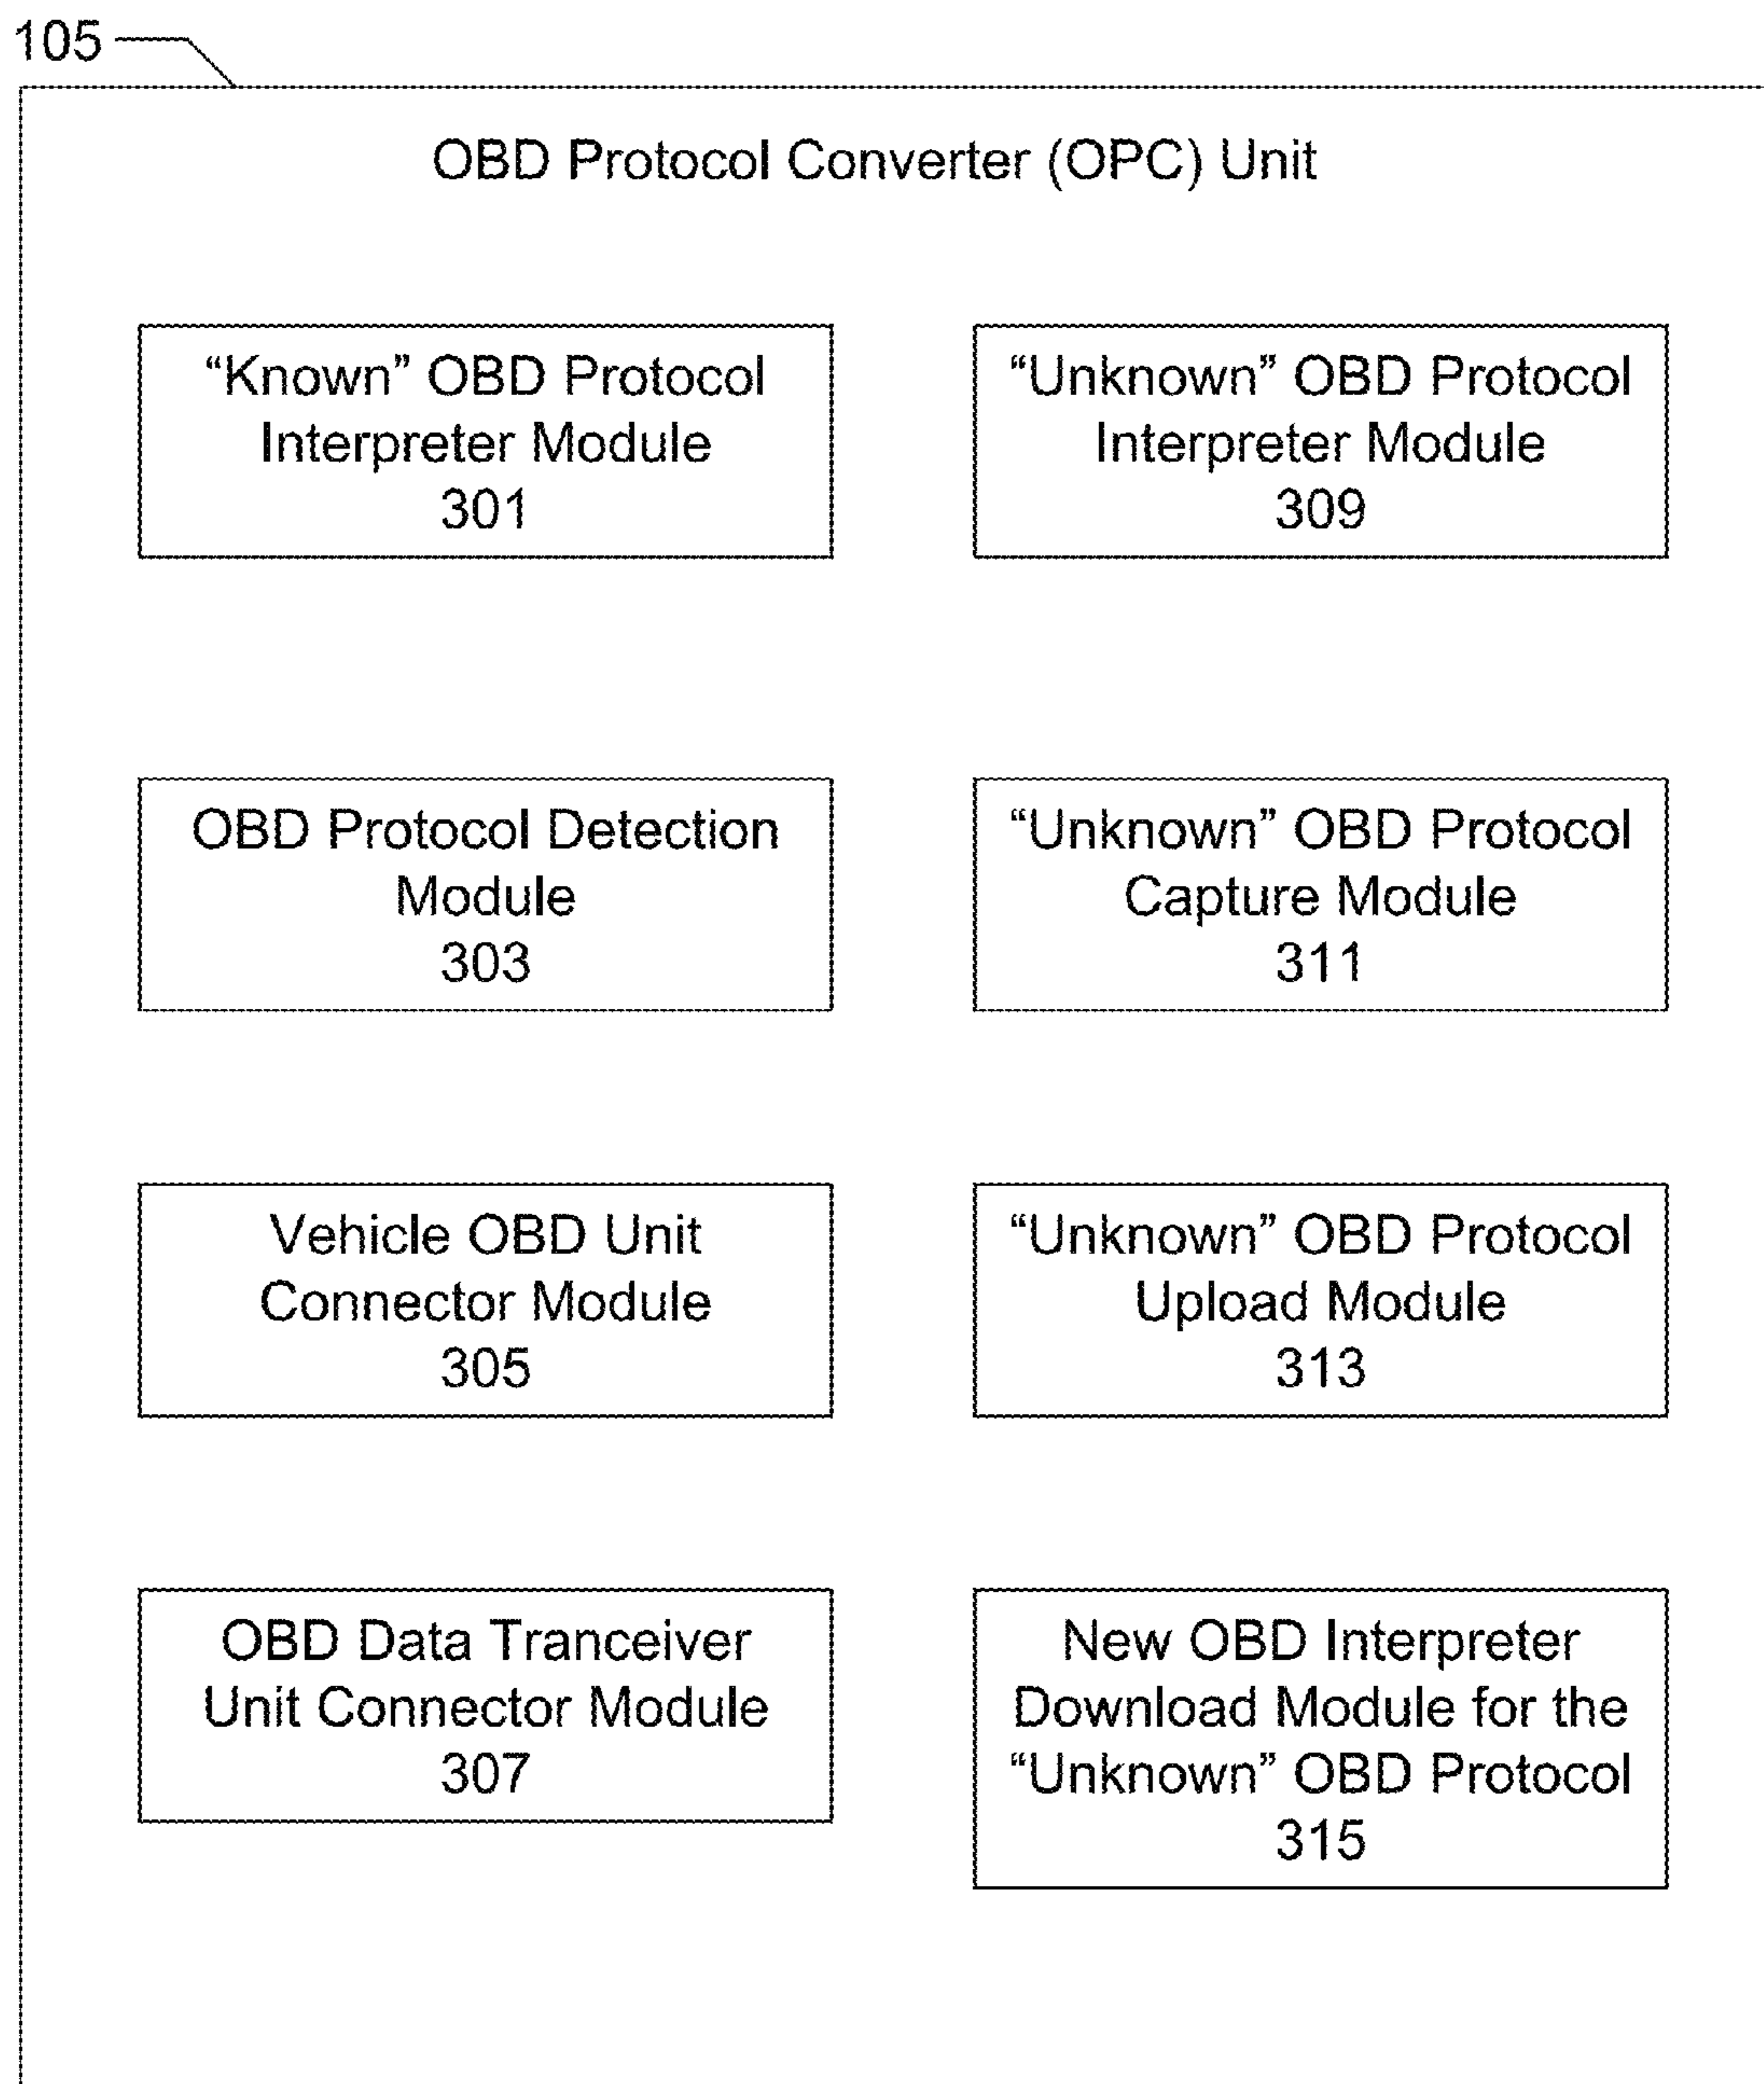 105
OBD Protocol Converter (OPC) Unit
“Known” OBD Protocol
Interpreter Module
301
“Unknown” OBD Protocol
Interpreter Module
309
OBD Protocol Detection
Module
303
“Unknown” OBD Protocol
Capture Module
311
Vehicle OBD Unit
Connector Module
305
“Unknown” OBD Protocol
Upload Module
313
OBD Data Tranceiver
Unit Connector Module
307
New OBD Interpreter
Download Module for the
“Unknown” OBD Protocol
315